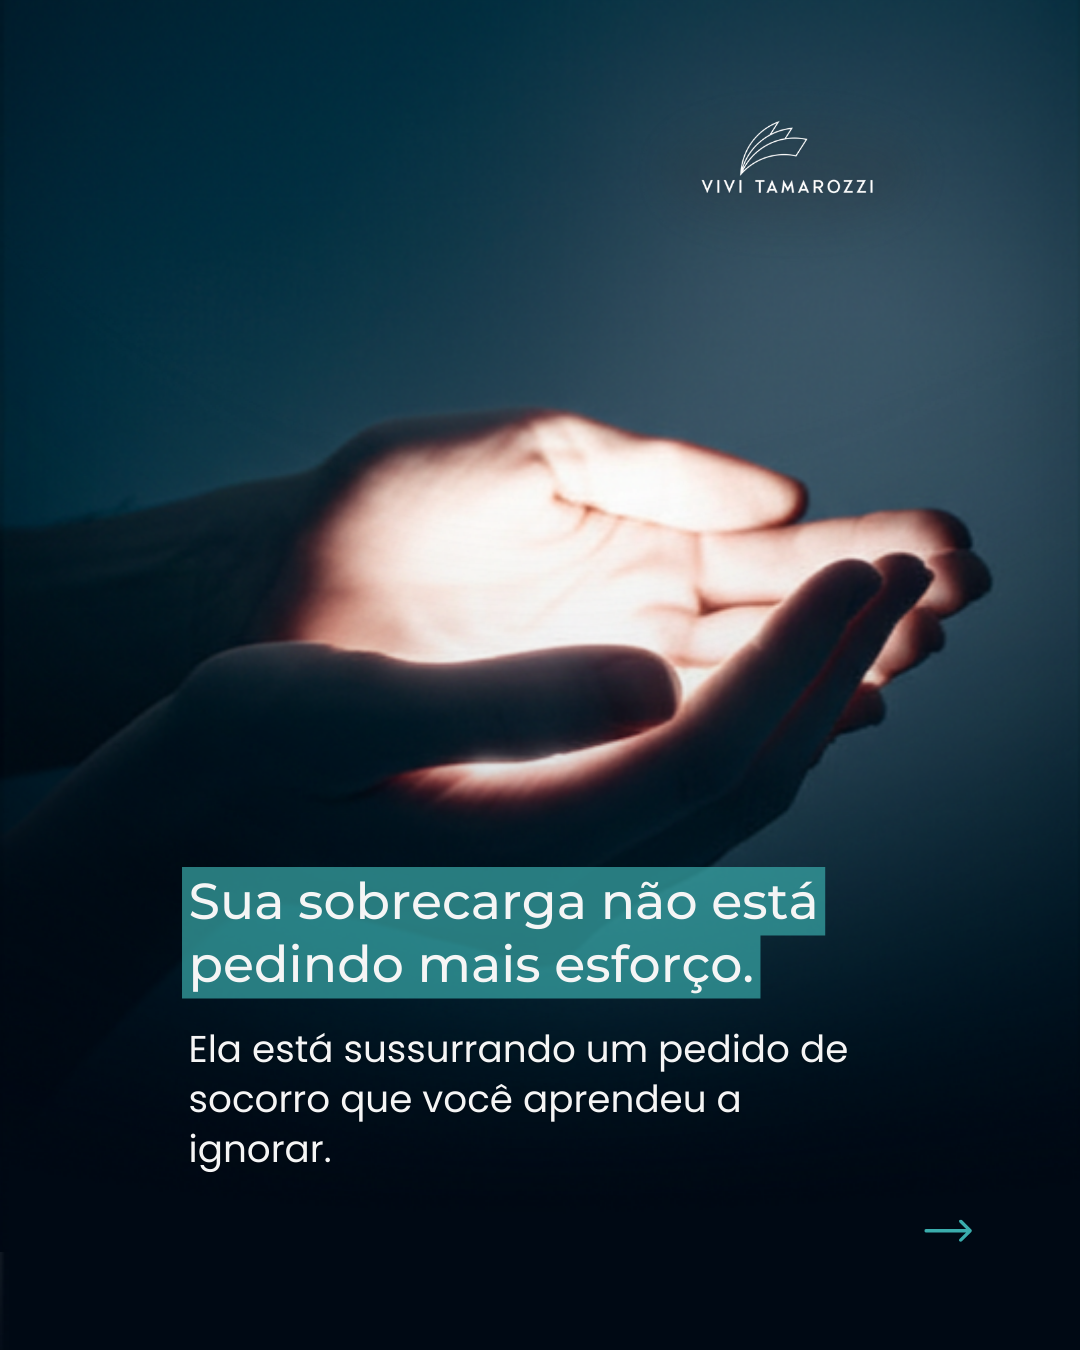 VIVI TAMAROZZI
Sua sobrecarga não está
pedindo mais esforço.
Ela está sussurrando um pedido de
socorro que você aprendeu a
ignorar.